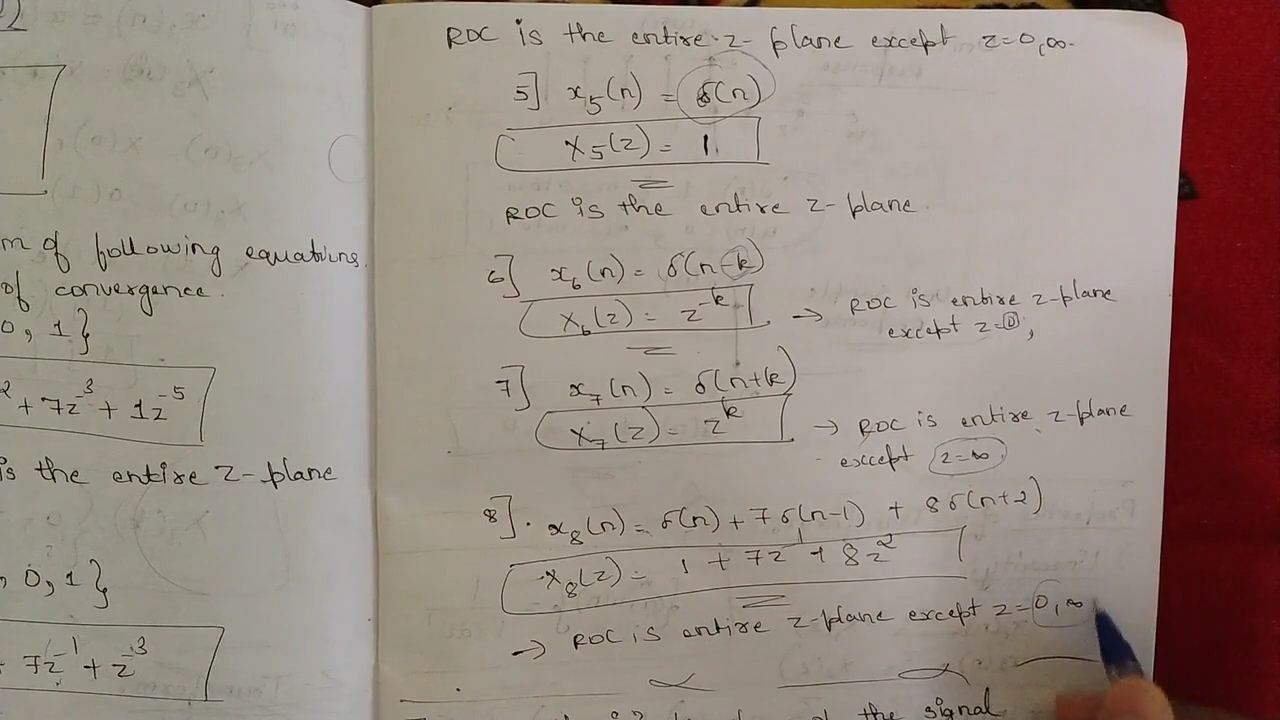 m of following equations.
of convergence.
0, 1}
2 + 7z^-3 + 1z^-5
is the entire z-plane
, 0, 1}
+ 7z^-1 + z^-3
ROC is the entire z-plane except z=0,∞.
5] x5(n) = δ(n)
X5(z) = 1
ROC is the entire z-plane.
6] x6(n) = δ(n-k)
X6(z) = z^-k → ROC is entire z-plane
except z=0,
7] x7(n) = δ(n+k)
X7(z) = z^k → ROC is entire z-plane
except z=∞
8]. x8(n) = δ(n) + 7δ(n-1) + 8δ(n+2)
X8(z) = 1 + 7z^1 + 8z^2
→ ROC is entire z-plane except z=0,∞
the signal